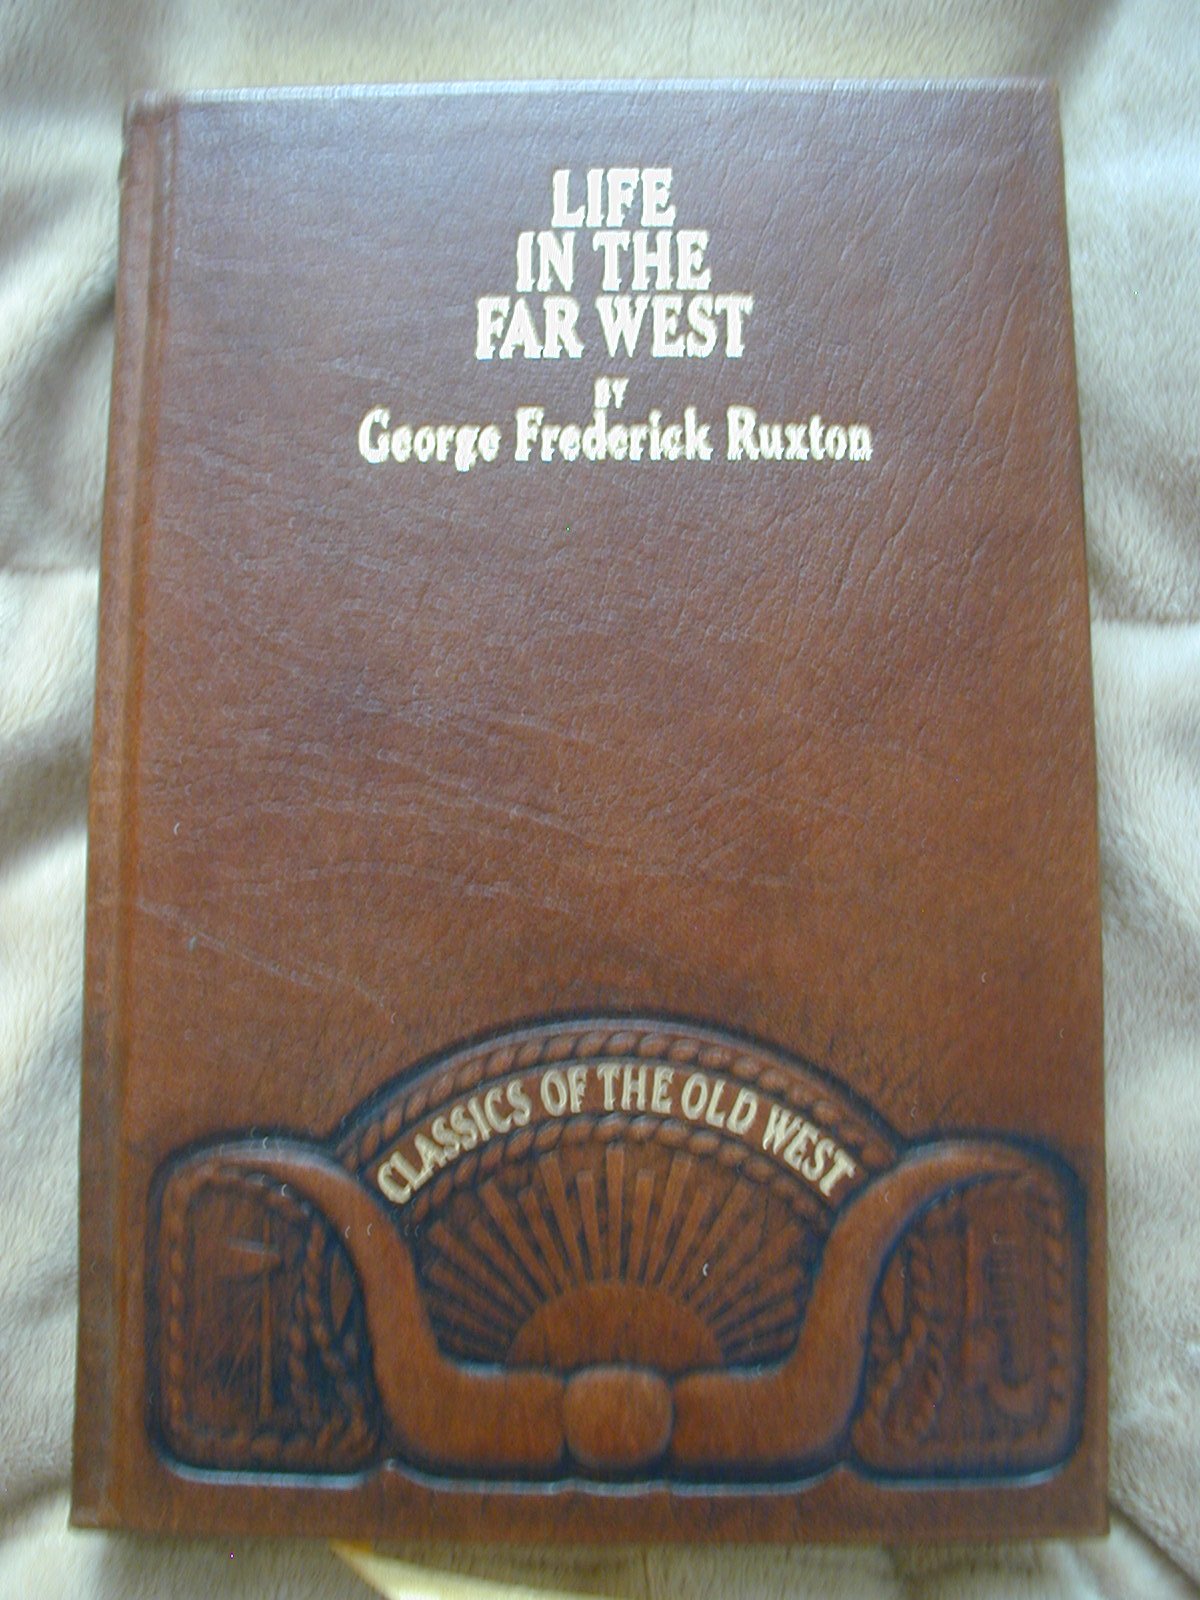 LIFE
IN THE
FAR WEST
BY
George Frederick Ruxton
CLASSICS OF THE OLD WEST